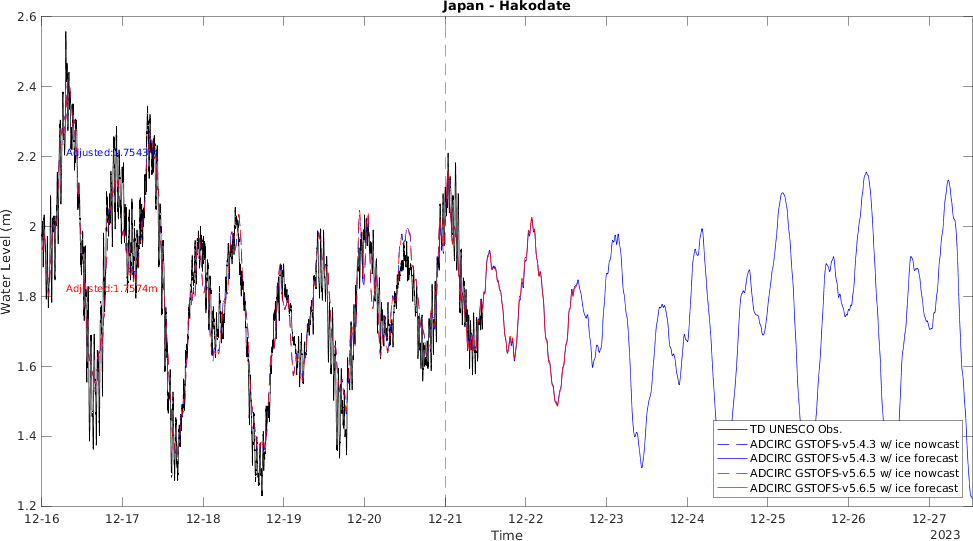 Japan - Hakodate
Water Level (m)
2.6
2.4
2.2
2
1.8
1.6
1.4
1.2
Adjusted:1.7543m
Adjusted:1.7574m
TD UNESCO Obs.
ADCIRC GSTOFS-v5.4.3 w/ ice nowcast
ADCIRC GSTOFS-v5.4.3 w/ ice forecast
ADCIRC GSTOFS-v5.6.5 w/ ice nowcast
ADCIRC GSTOFS-v5.6.5 w/ ice forecast
12-16 12-17 12-18 12-19 12-20 12-21 12-22 12-23 12-24 12-25 12-26 12-27
2023
Time